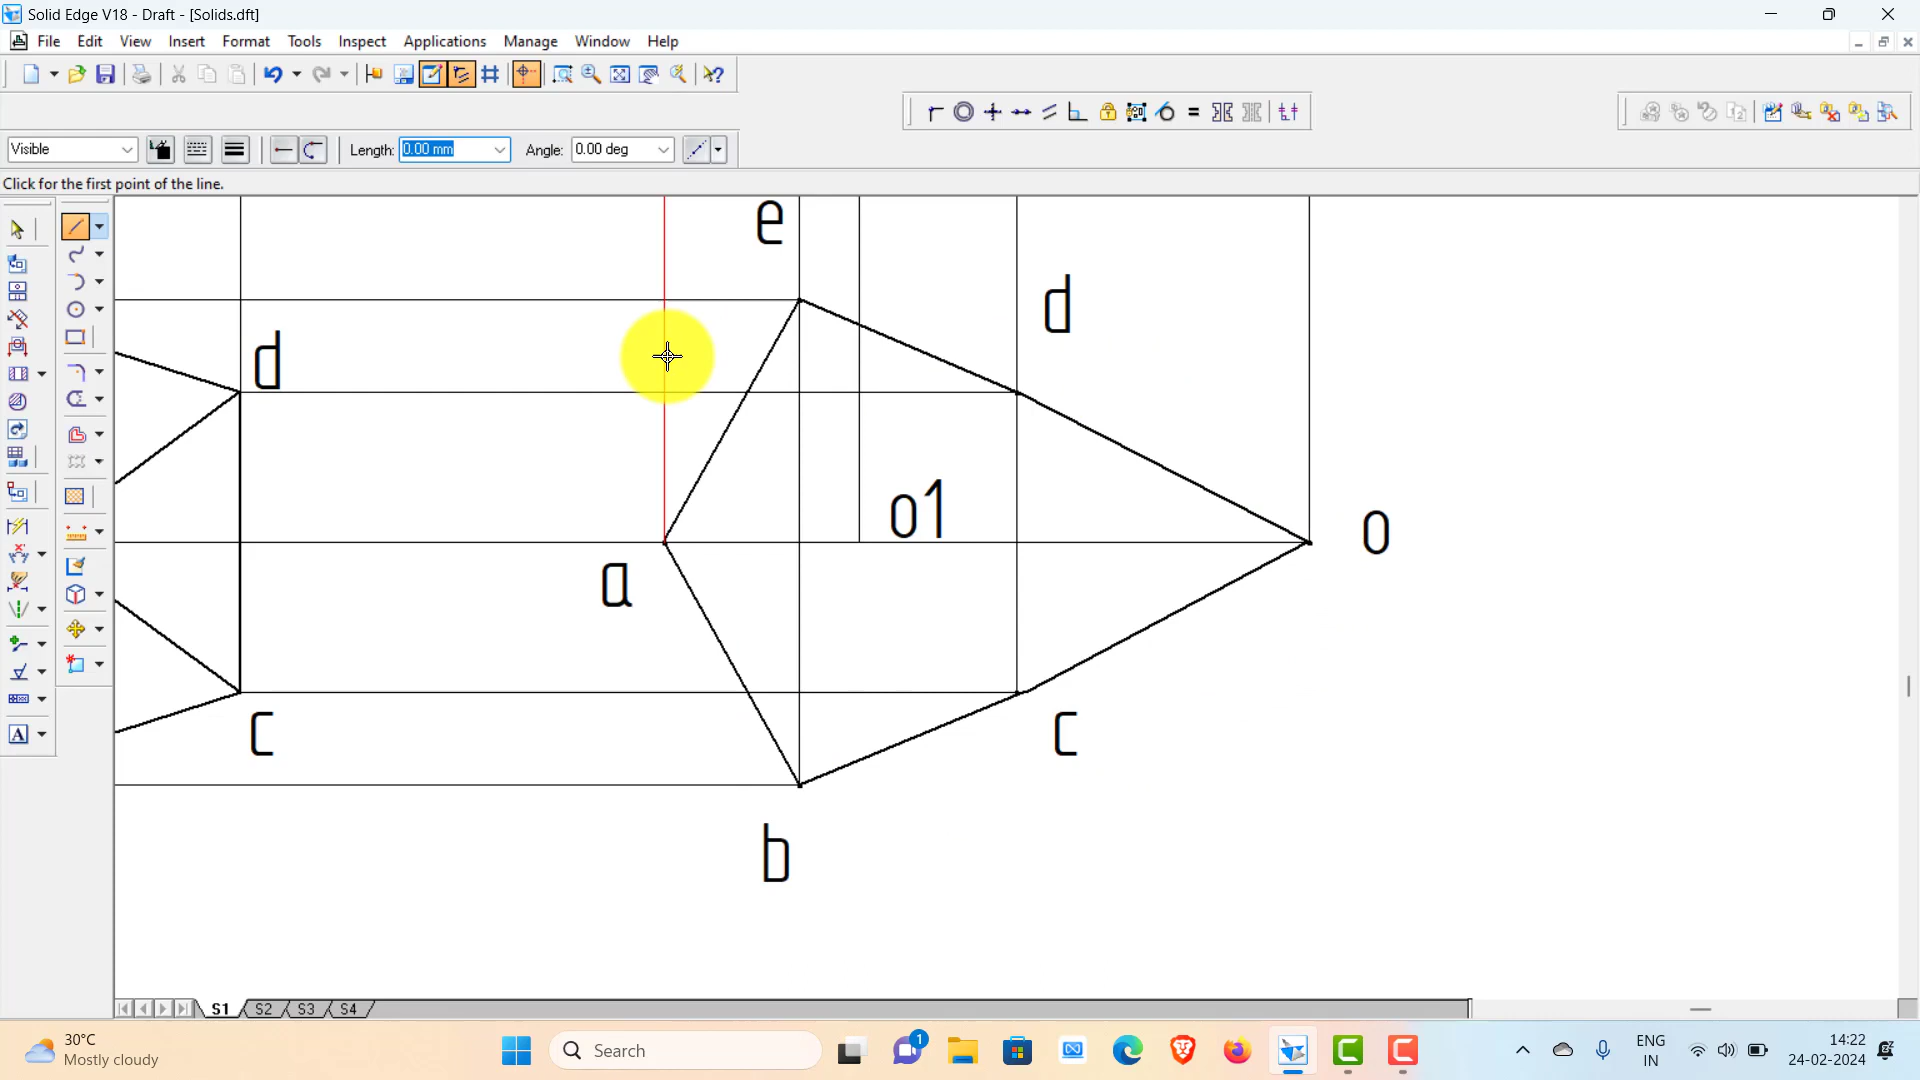 Solid Edge V18 - Draft - [Solids.dft]
File Edit View Insert Format Tools Inspect Applications Manage Window Help
Visible Length: 0.00 mm Angle: 0.00 deg
Click for the first point of the line.
e
d
d
o1
o
a
c
c
b
A
S1 S2 S3 S4
30°C
Mostly cloudy
Search
1
ENG
IN
14:22
24-02-2024